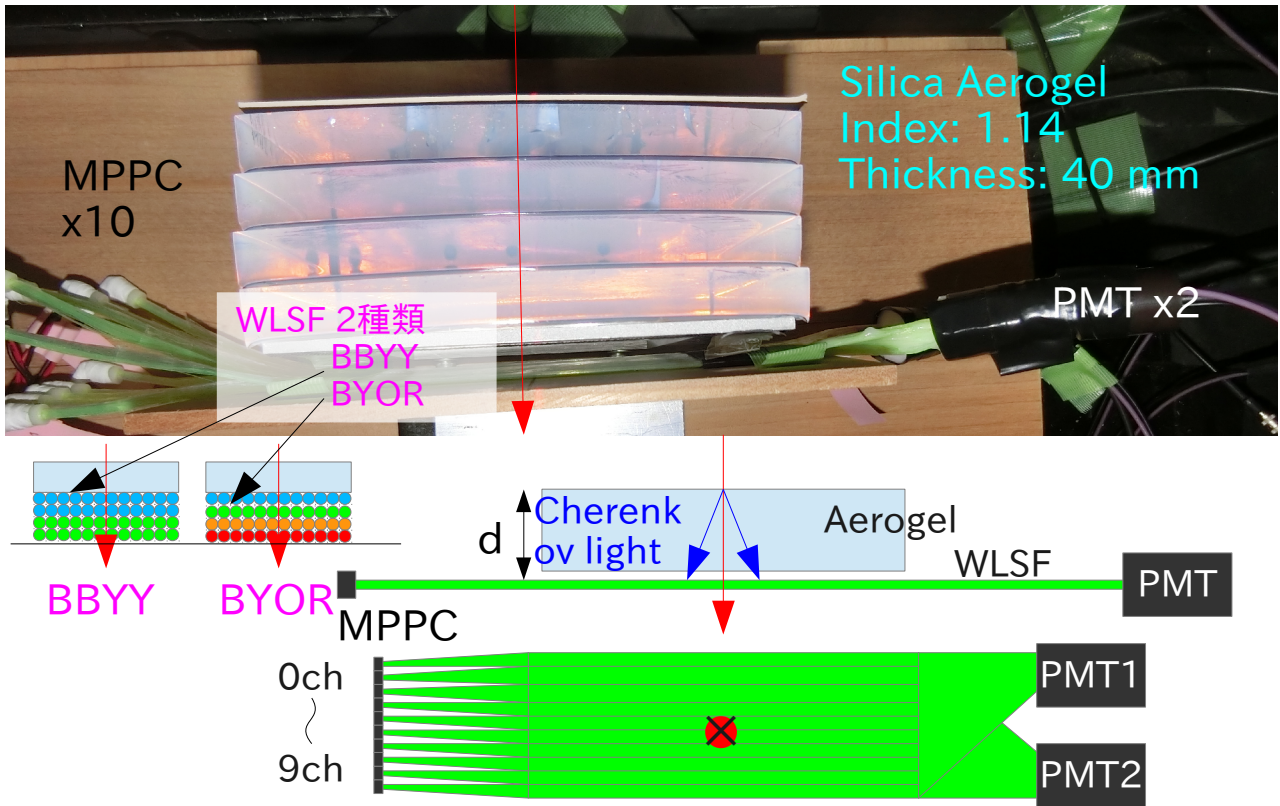 Silica Aerogel
Index: 1.14
Thickness: 40 mm
MPPC
x10
PMT x2
WLSF 2種類
BBYY
BYOR
BBYY
BYOR
d
Cherenk
ov light
Aerogel
WLSF
PMT
MPPC
0ch
9ch
PMT1
PMT2